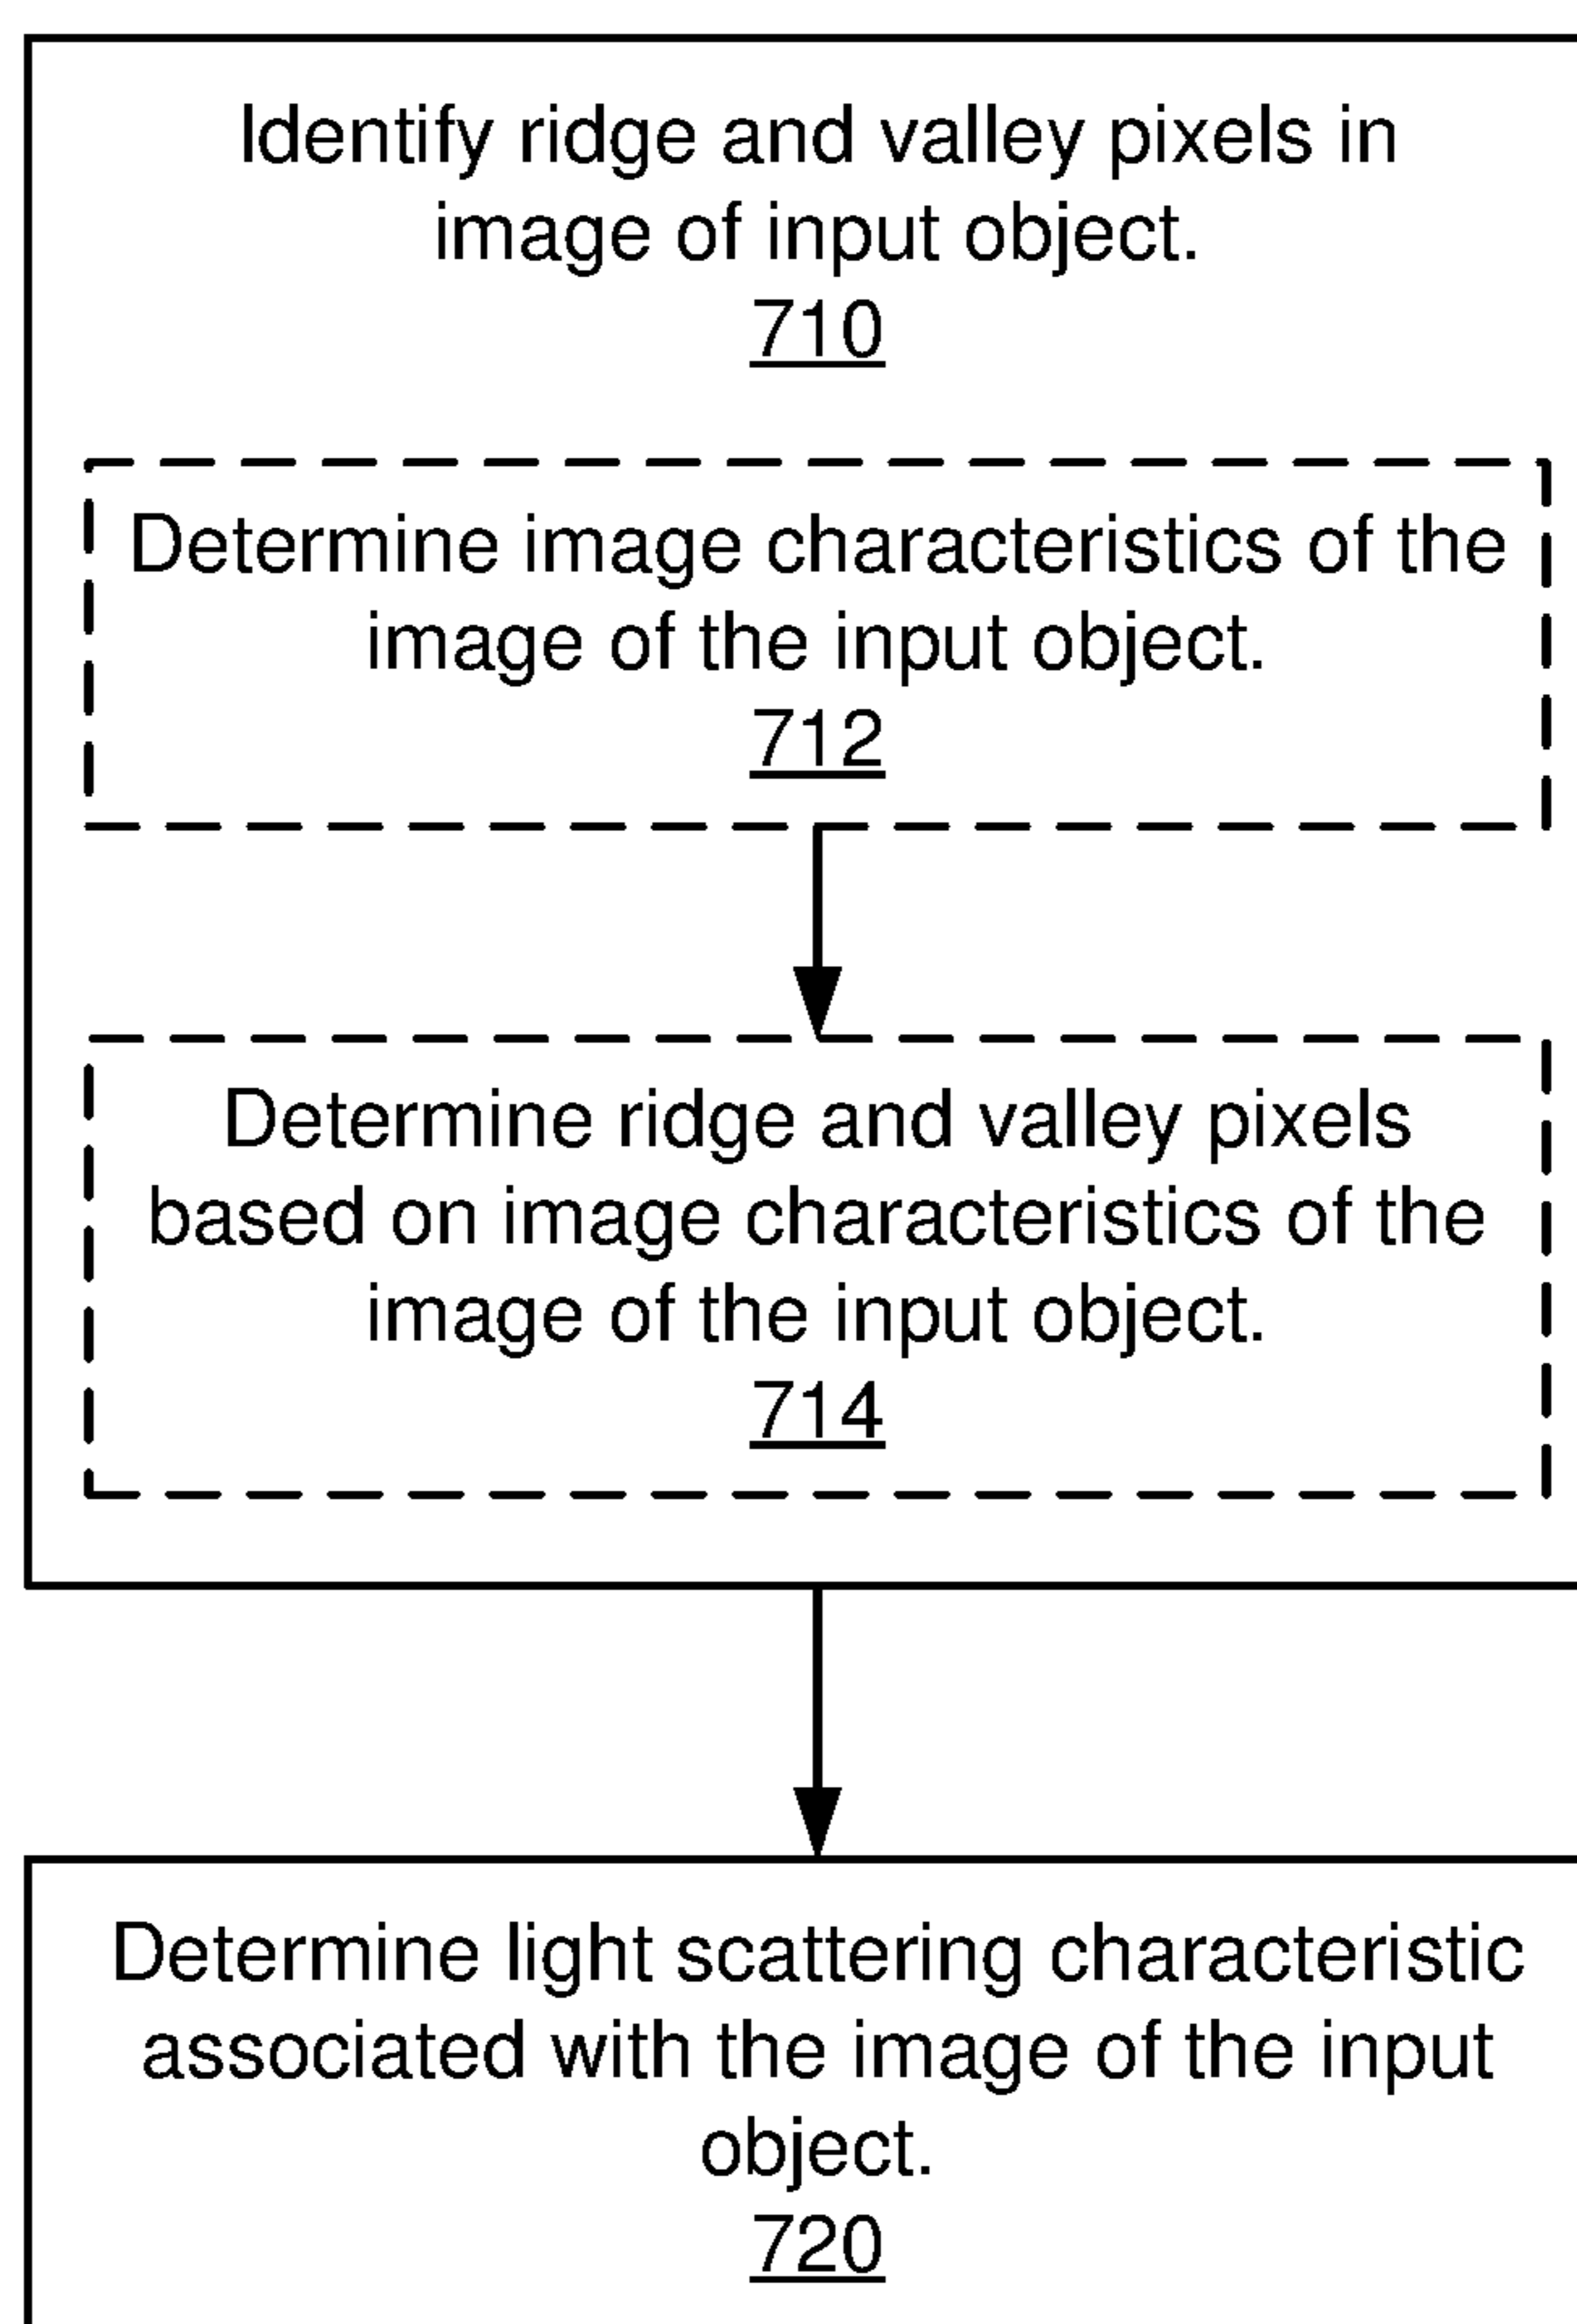 Identify ridge and valley pixels in
image of input object.
710
Determine image characteristics of the
image of the input object.
712
Determine ridge and valley pixels
based on image characteristics of the
image of the input object.
714
Determine light scattering characteristic
associated with the image of the input
object.
720